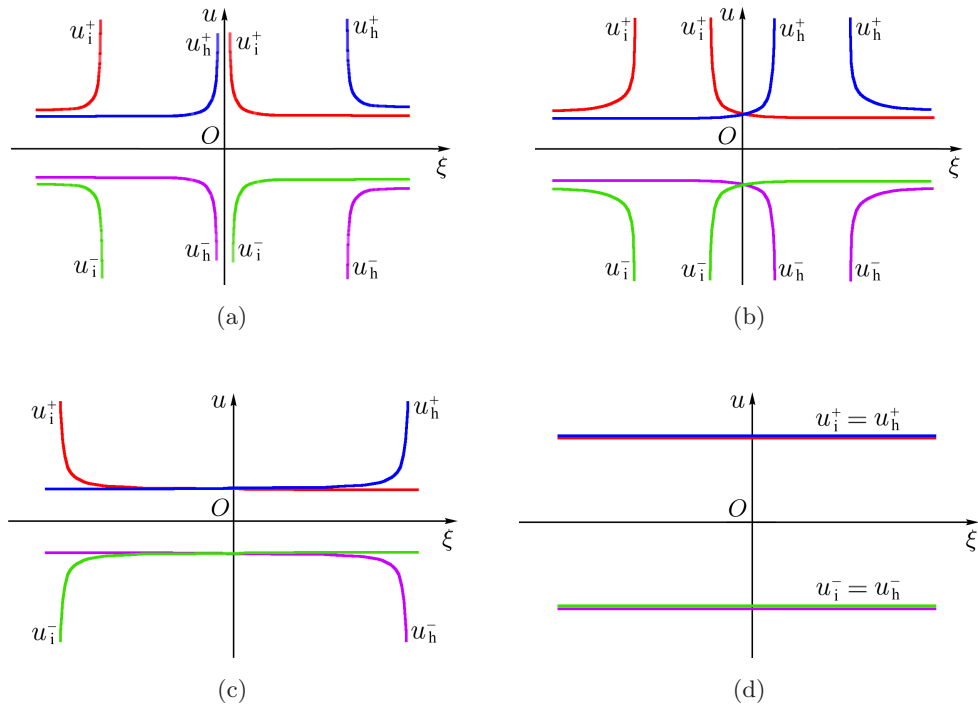 u
u_i^+ u_h^+ u_i^+ u_h^+
O
ξ
u_i^- u_h^- u_i^- u_h^-
(a)
u
u_i^+ u_i^+ u_h^+ u_h^+
O
ξ
u_i^- u_i^- u_h^- u_h^-
(b)
u
u_i^+ u_h^+
O
ξ
u_i^- u_h^-
(c)
u
u_i^+ = u_h^+
O
ξ
u_i^- = u_h^-
(d)